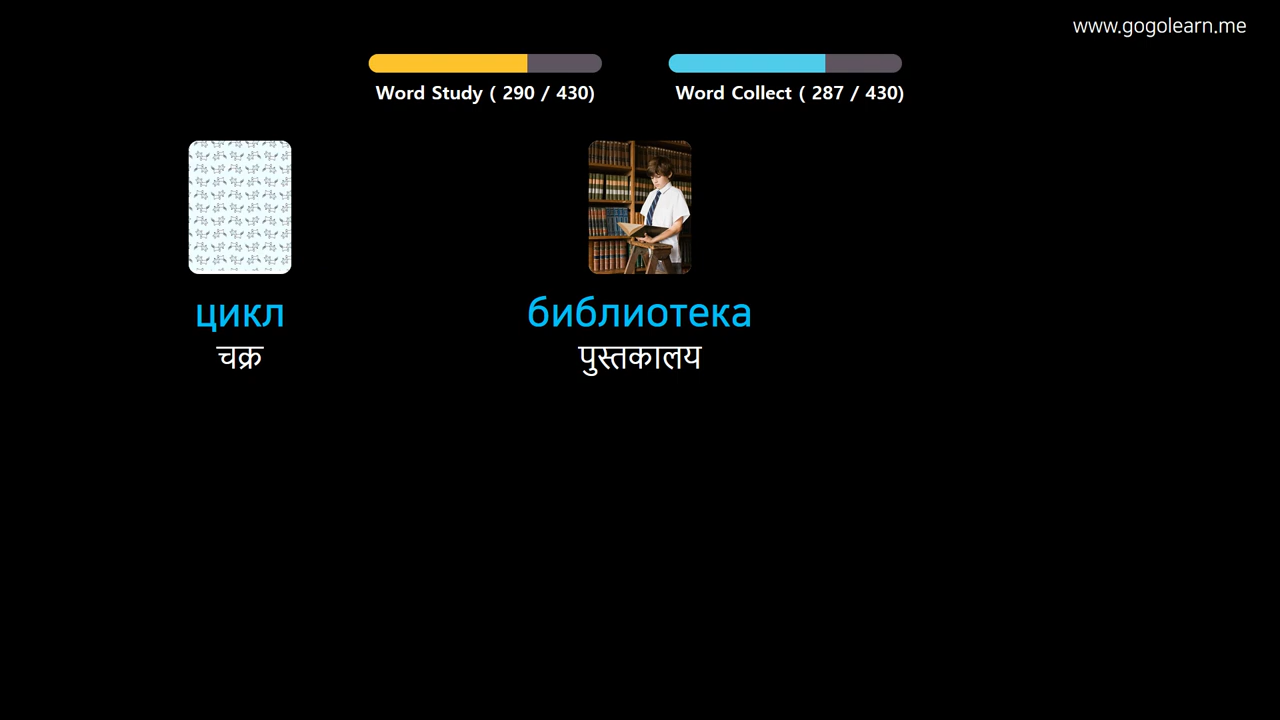 www.gogolearn.me
Word Study ( 290 / 430)
Word Collect ( 287 / 430)
цикл
библиотека
चक्र
पुस्तकालय